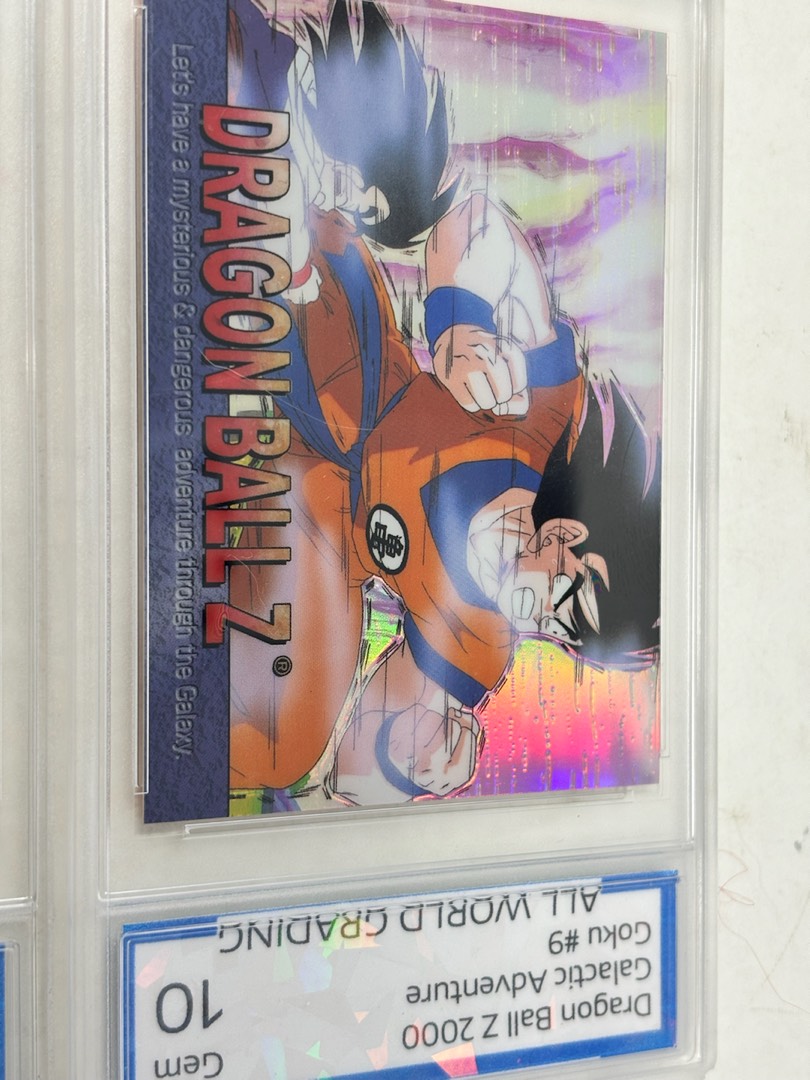 DRAGON BALL Z ®
Let's have a mysterious & dangerous adventure through the Galaxy.
Dragon Ball Z 2000
Galactic Adventure
Goku #9
Gem
10
ALL WORLD GRADING